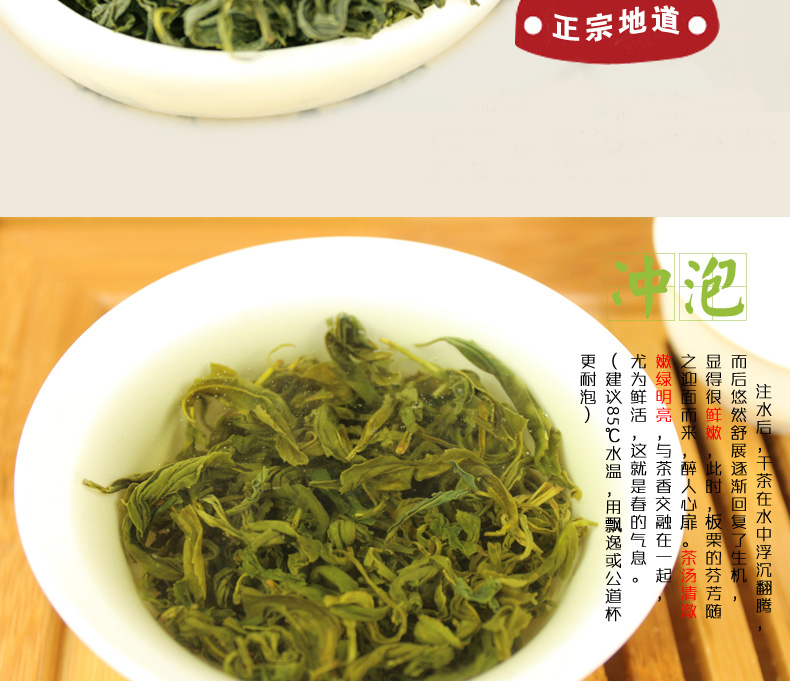 正宗地道
冲泡
注水后，干茶在水中浮沉翻腾，
而后悠然舒展逐渐回复了生机，
显得很鲜嫩，此时，板栗的芬芳随
之迎面而来，醉人心扉。茶汤清澈
嫩绿明亮，与茶香交融在一起，
尤为鲜活，这就是春的气息。
（建议85℃水温，用飘逸或公道杯
更耐泡）